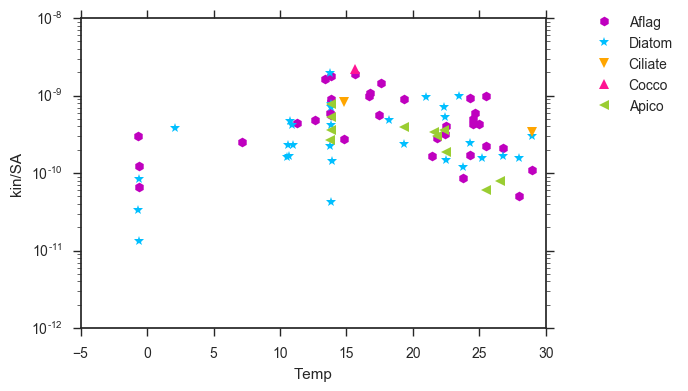 10⁻⁸
10⁻⁹
10⁻¹⁰
10⁻¹¹
10⁻¹²
kin/SA
−5 0 5 10 15 20 25 30
Temp
Aflag
Diatom
Ciliate
Cocco
Apico